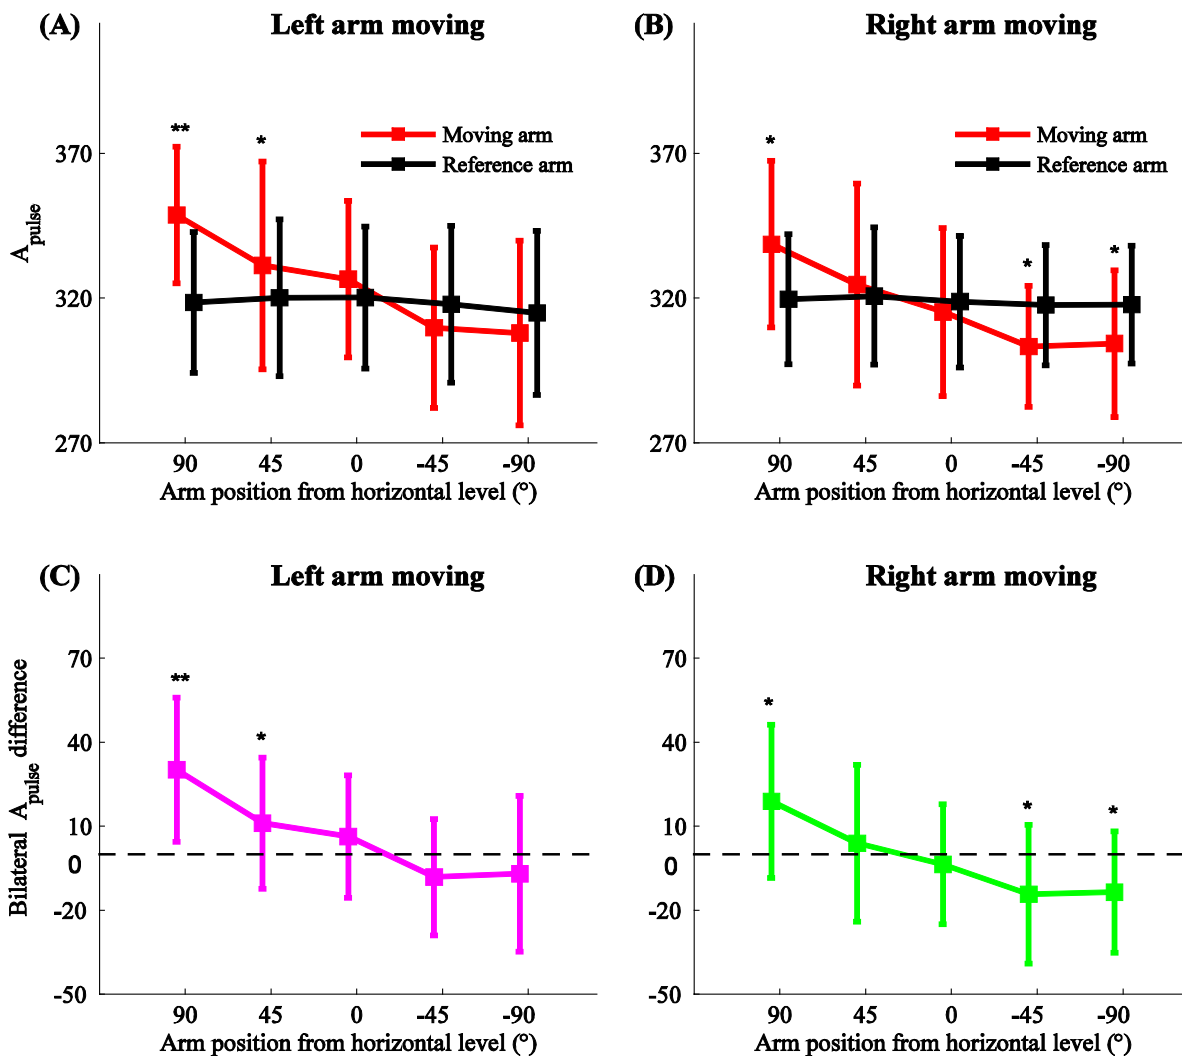 (A) Left arm moving
**
*
Moving arm
Reference arm
370
320
270
A_pulse
90 45 0 -45 -90
Arm position from horizontal level (°)
(B) Right arm moving
*
*
*
Moving arm
Reference arm
370
320
270
90 45 0 -45 -90
Arm position from horizontal level (°)
(C) Left arm moving
**
*
70
40
10
0
-20
-50
Bilateral A_pulse difference
90 45 0 -45 -90
Arm position from horizontal level (°)
(D) Right arm moving
*
*
*
70
40
10
0
-20
-50
90 45 0 -45 -90
Arm position from horizontal level (°)